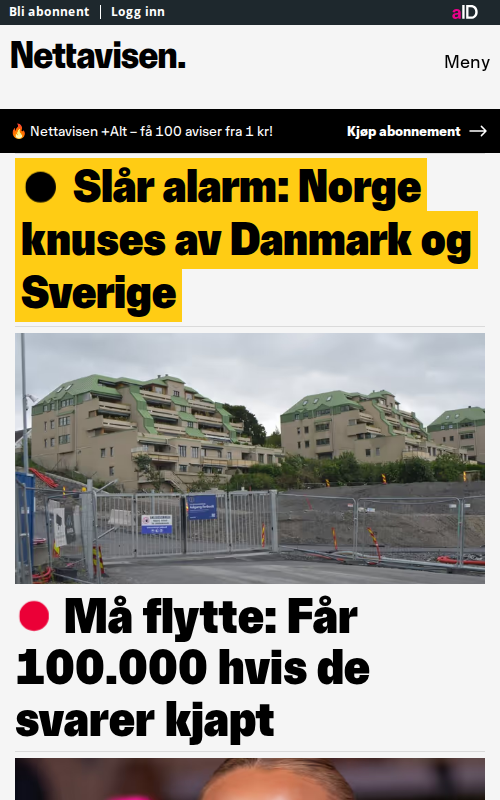 Bli abonnent | Logg inn
aID
Nettavisen.
Meny
🔥 Nettavisen +Alt – få 100 aviser fra 1 kr!
Kjøp abonnement →
Slår alarm: Norge
knuses av Danmark og
Sverige
Må flytte: Får
100.000 hvis de
svarer kjapt